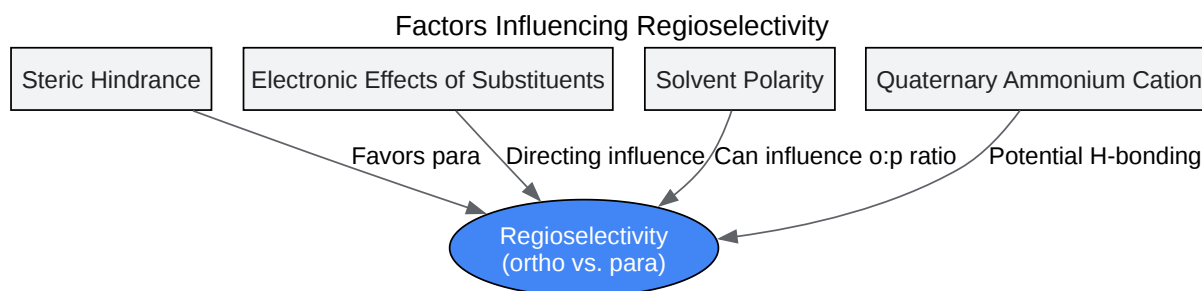 Factors Influencing Regioselectivity
Steric Hindrance
Electronic Effects of Substituents
Solvent Polarity
Quaternary Ammonium Cation
Favors para
Directing influence
Can influence o:p ratio
Potential H-bonding
Regioselectivity
(ortho vs. para)